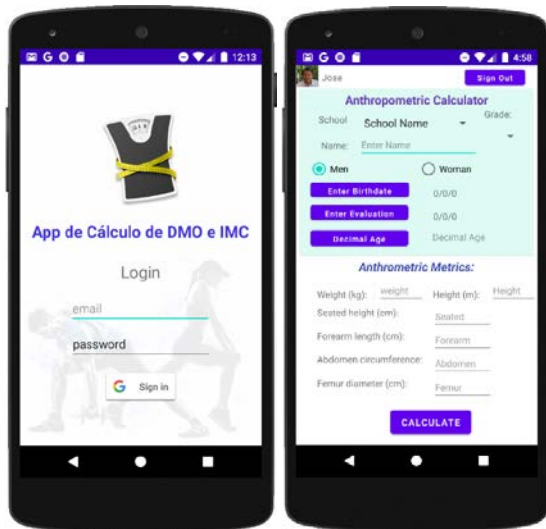 12:13
App de Cálculo de DMO e IMC
Login
email
password
G Sign in
4:58
Jose
Sign Out
Anthropometric Calculator
School School Name Grade:
Name: Enter Name
Men Woman
Enter Birthdate 0/0/0
Enter Evaluation 0/0/0
Decimal Age Decimal Age
Anthrometric Metrics:
Weight (kg): weight Height (m): Height
Seated height (cm): Seated
Forearm length (cm): Forearm
Abdomen circumference: Abdomen
Femur diameter (cm): Femur
CALCULATE